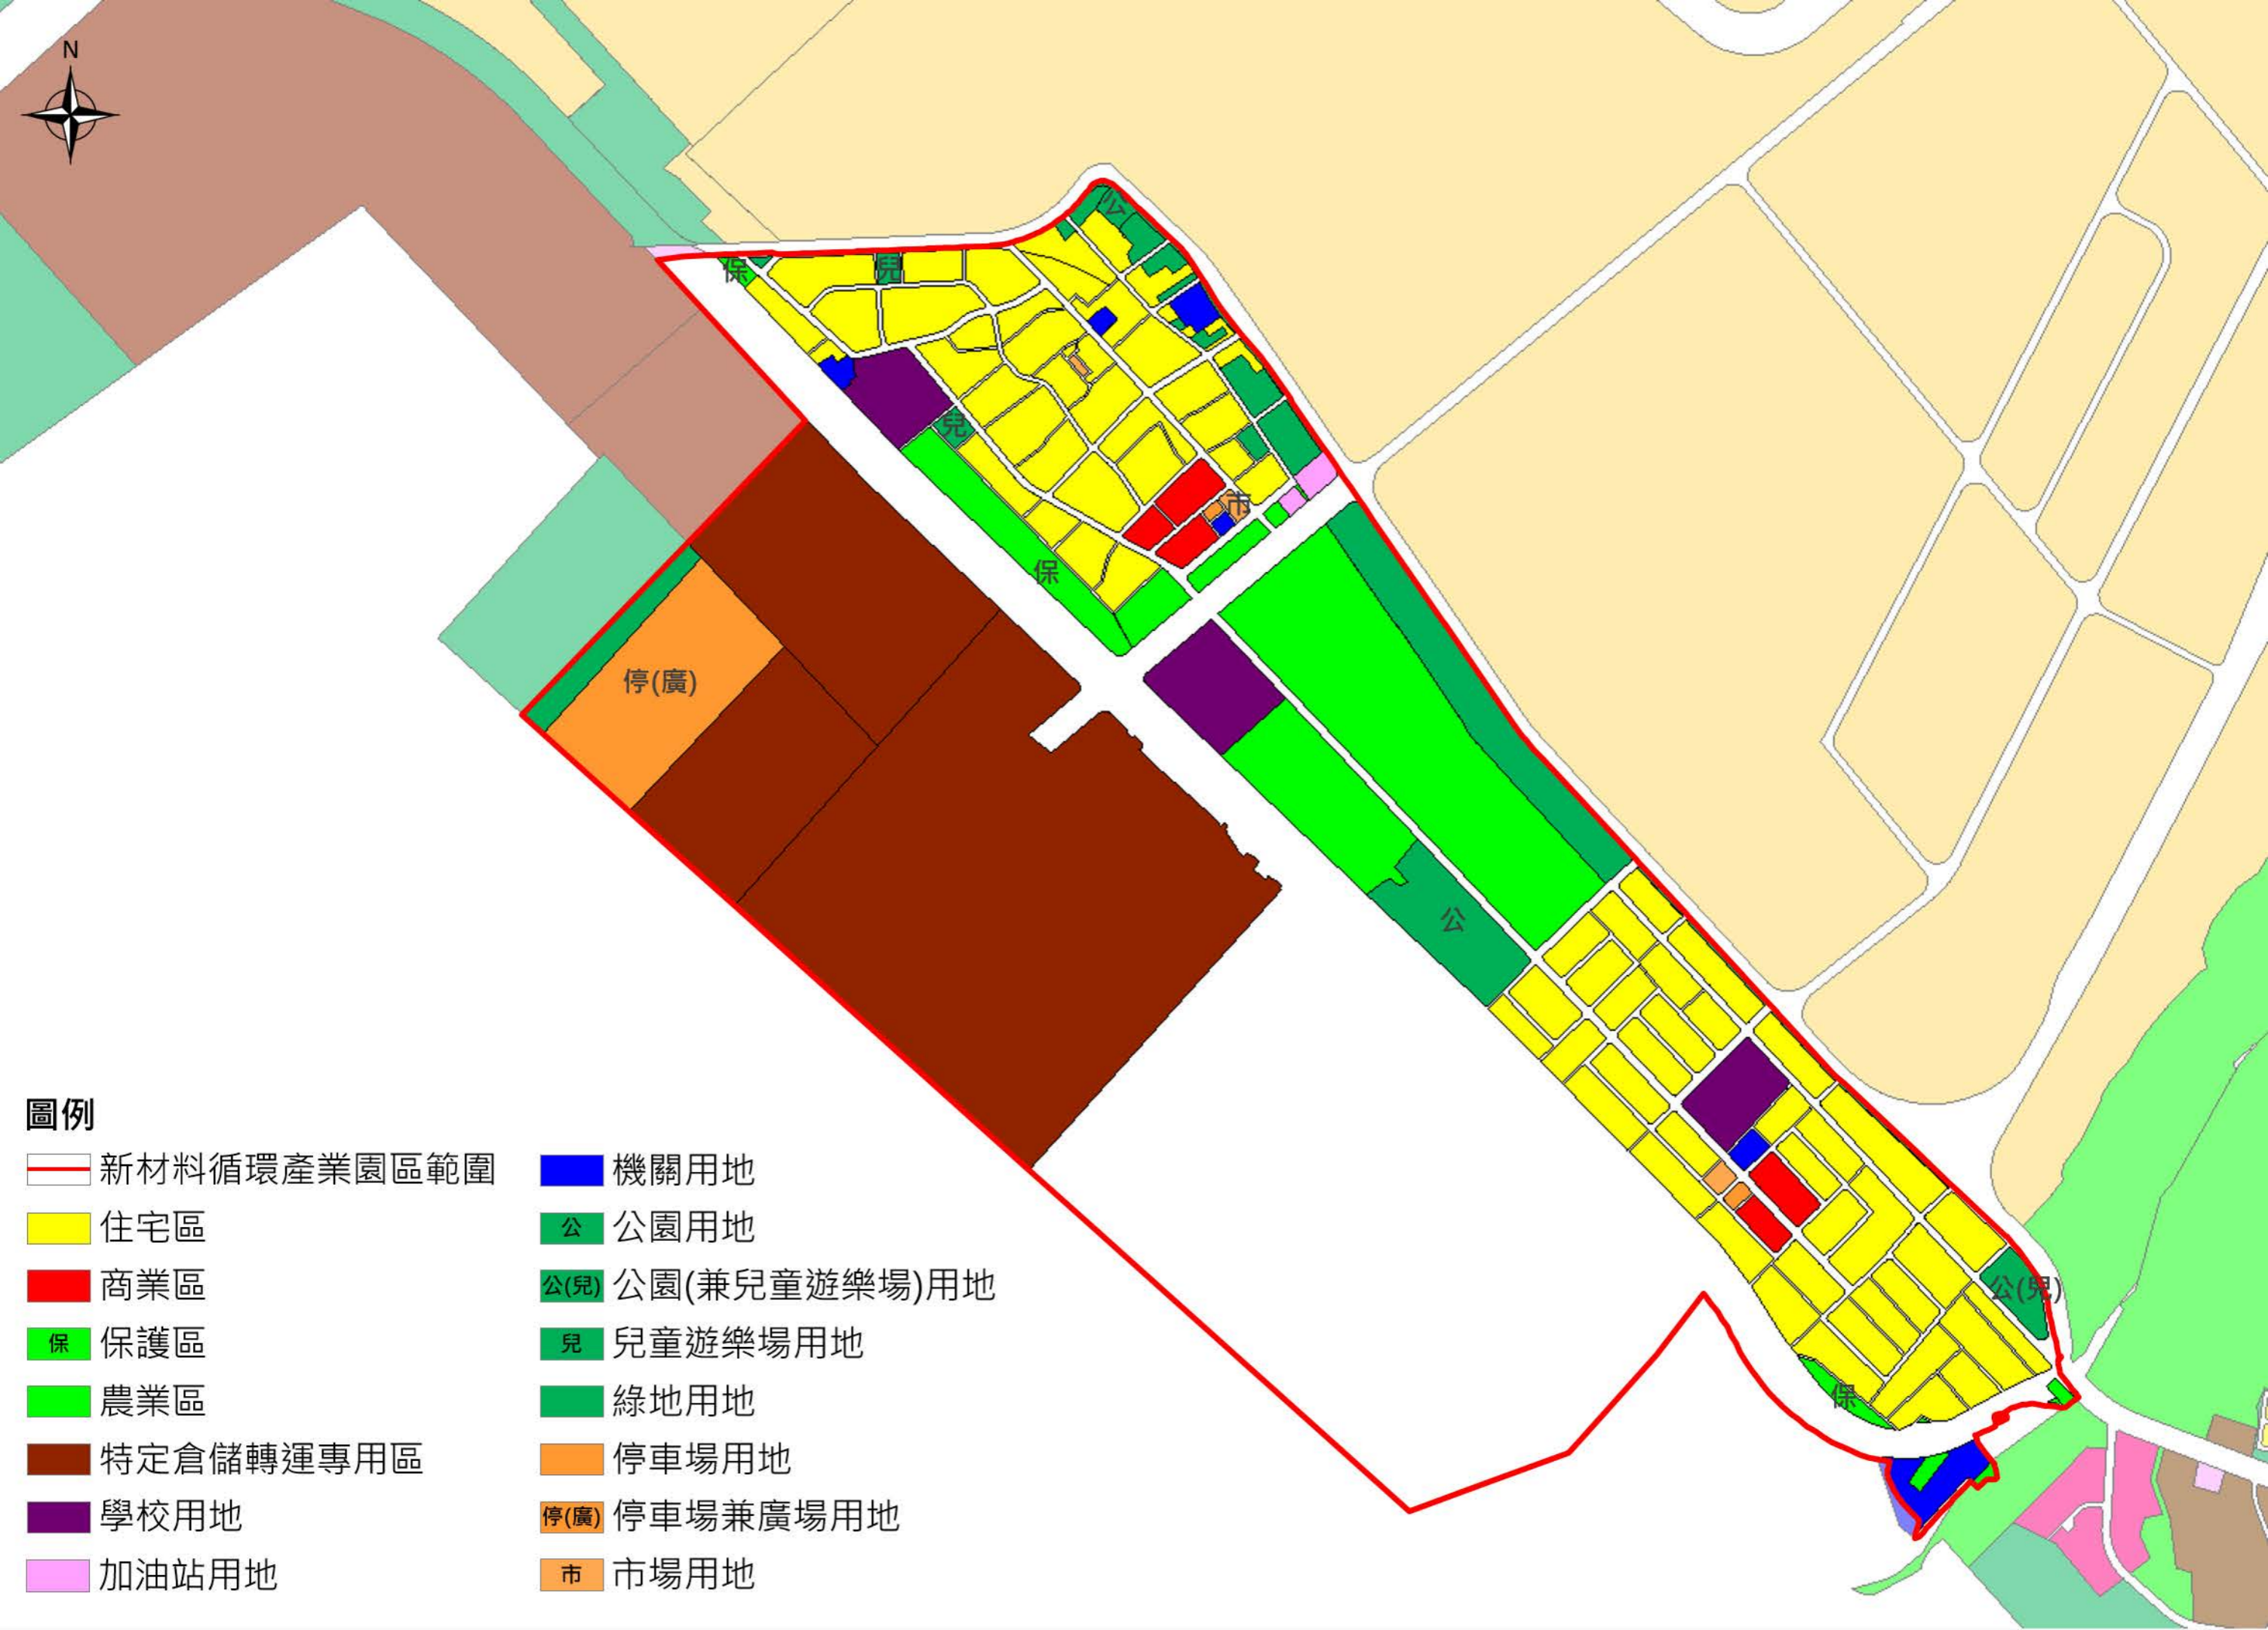 N
公
保
兒
兒
市
保
停(廣)
公
公(兒)
保
圖例
新材料循環產業園區範圍
住宅區
商業區
保 保護區
農業區
特定倉儲轉運專用區
學校用地
加油站用地
機關用地
公 公園用地
公(兒) 公園(兼兒童遊樂場)用地
兒 兒童遊樂場用地
綠地用地
停車場用地
停(廣) 停車場兼廣場用地
市 市場用地